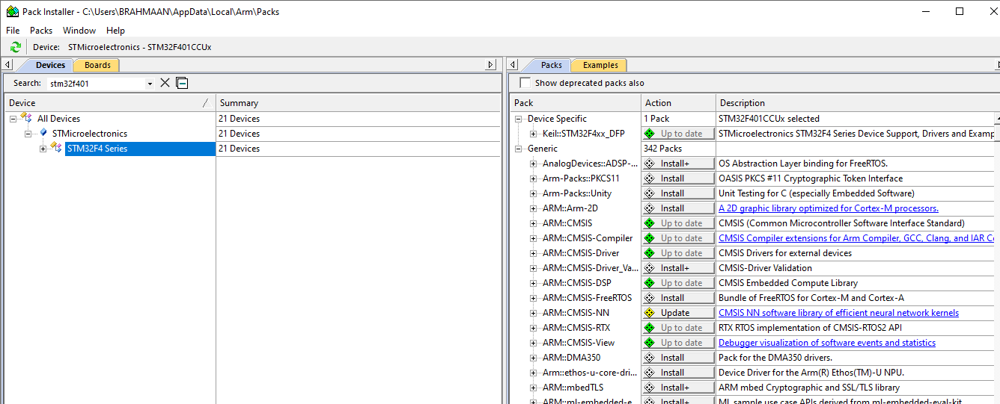 Pack Installer - C:\Users\BRAHMAAN\AppData\Local\Arm\Packs
File Packs Window Help
Device: STMicroelectronics - STM32F401CCUx
Devices Boards
Search: stm32f401
Device Summary
All Devices 21 Devices
STMicroelectronics 21 Devices
STM32F4 Series 21 Devices
Packs Examples
Show deprecated packs also
Pack Action Description
Device Specific 1 Pack STM32F401CCUx selected
Keil::STM32F4xx_DFP Up to date STMicroelectronics STM32F4 Series Device Support, Drivers and Examp
Generic 342 Packs
AnalogDevices::ADSP-... Install+ OS Abstraction Layer binding for FreeRTOS.
Arm-Packs::PKCS11 Install OASIS PKCS #11 Cryptographic Token Interface
Arm-Packs::Unity Install Unit Testing for C (especially Embedded Software)
ARM::Arm-2D Install A 2D graphic library optimized for Cortex-M processors.
ARM::CMSIS Up to date CMSIS (Common Microcontroller Software Interface Standard)
ARM::CMSIS-Compiler Up to date CMSIS Compiler extensions for Arm Compiler, GCC, Clang, and IAR Co
ARM::CMSIS-Driver Up to date CMSIS Drivers for external devices
ARM::CMSIS-Driver_Va... Install+ CMSIS-Driver Validation
ARM::CMSIS-DSP Up to date CMSIS Embedded Compute Library
ARM::CMSIS-FreeRTOS Install Bundle of FreeRTOS for Cortex-M and Cortex-A
ARM::CMSIS-NN Update CMSIS NN software library of efficient neural network kernels
ARM::CMSIS-RTX Up to date RTX RTOS implementation of CMSIS-RTOS2 API
ARM::CMSIS-View Up to date Debugger visualization of software events and statistics
ARM::DMA350 Install Pack for the DMA350 drivers.
Arm::ethos-u-core-dri... Install Device Driver for the Arm(R) Ethos(TM)-U NPU.
ARM::mbedTLS Install+ ARM mbed Cryptographic and SSL/TLS library
ARM::ml-embedded-e... Install+ ML sample use case APIs derived from ml-embedded-eval-kit